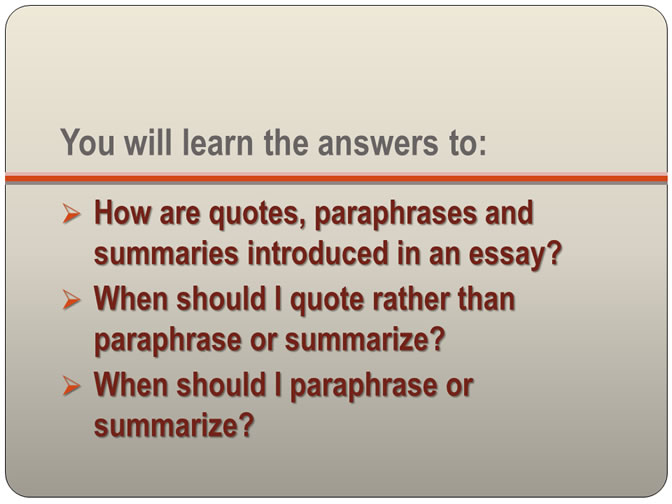 You will learn the answers to:
How are quotes, paraphrases and
summaries introduced in an essay?
When should I quote rather than
paraphrase or summarize?
When should I paraphrase or
summarize?